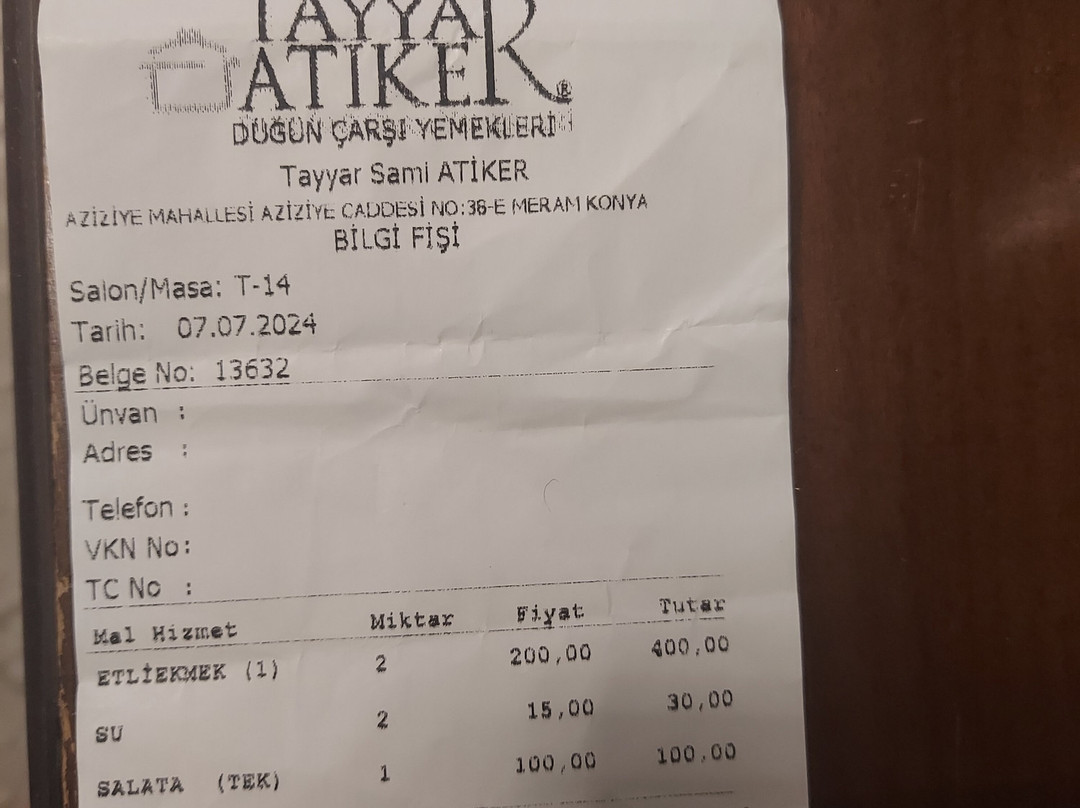 TAYYAR
ATİKER®
DÜĞÜN ÇARŞI YEMEKLERİ
Tayyar Sami ATİKER
AZİZİYE MAHALLESİ AZİZİYE CADDESİ NO:38-E MERAM KONYA
BİLGİ FİŞİ
Salon/Masa: T-14
Tarih: 07.07.2024
Belge No: 13632
Ünvan :
Adres :
Telefon :
VKN No:
TC No :
Mal Hizmet Miktar Fiyat Tutar
ETLİEKMEK (1) 2 200,00 400,00
SU 2 15,00 30,00
SALATA (TEK) 1 100,00 100,00